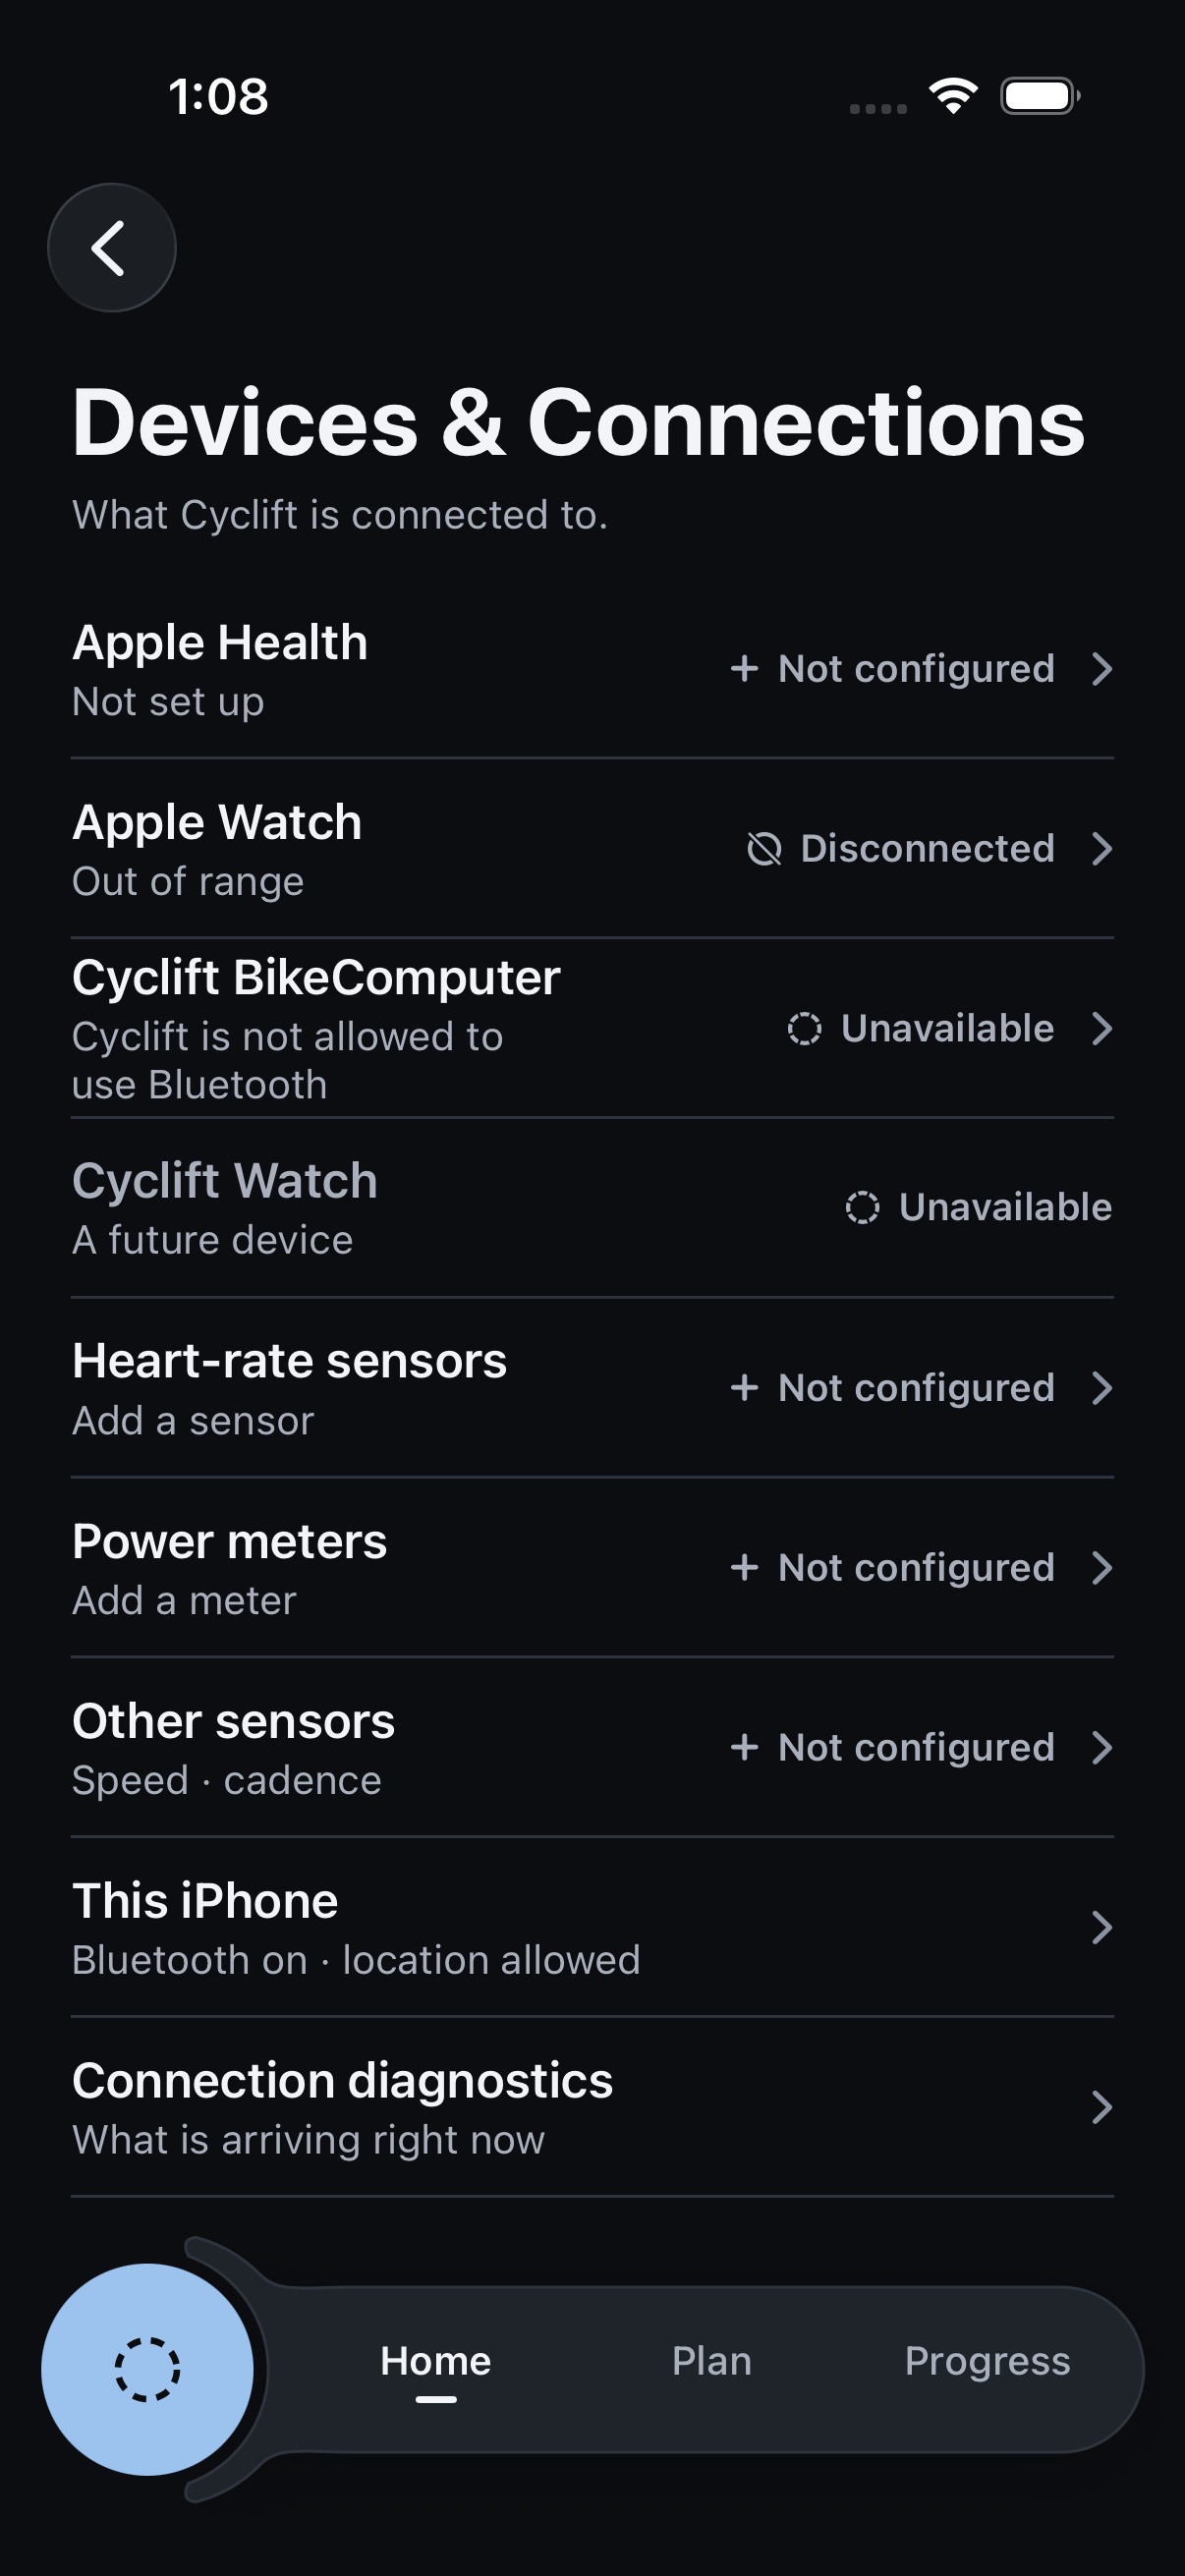 1:08
Devices & Connections
What Cyclift is connected to.
Apple Health
Not set up
+ Not configured
Apple Watch
Out of range
Disconnected
Cyclift BikeComputer
Cyclift is not allowed to
use Bluetooth
Unavailable
Cyclift Watch
A future device
Unavailable
Heart-rate sensors
Add a sensor
+ Not configured
Power meters
Add a meter
+ Not configured
Other sensors
Speed · cadence
+ Not configured
This iPhone
Bluetooth on · location allowed
Connection diagnostics
What is arriving right now
Home
Plan
Progress